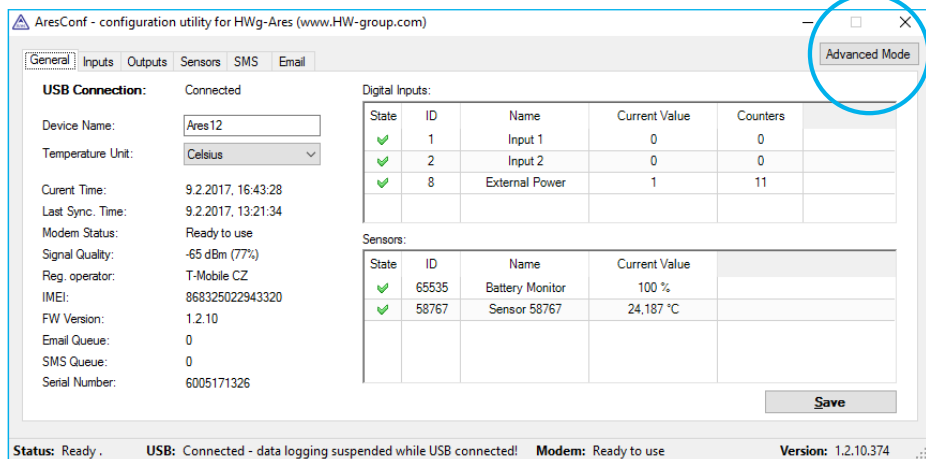 AresConf - configuration utility for HWg-Ares (www.HW-group.com)
General Inputs Outputs Sensors SMS Email
Advanced Mode
USB Connection: Connected
Device Name: Ares12
Temperature Unit: Celsius
Curent Time: 9.2.2017, 16:43:28
Last Sync. Time: 9.2.2017, 13:21:34
Modem Status: Ready to use
Signal Quality: -65 dBm (77%)
Reg. operator: T-Mobile CZ
IMEI: 868325022943320
FW Version: 1.2.10
Email Queue: 0
SMS Queue: 0
Serial Number: 6005171326
Digital Inputs:
State ID Name Current Value Counters
1 Input 1 0 0
2 Input 2 0 0
8 External Power 1 11
Sensors:
State ID Name Current Value
65535 Battery Monitor 100 %
58767 Sensor 58767 24,187 °C
Save
Status: Ready . USB: Connected - data logging suspended while USB connected! Modem: Ready to use Version: 1.2.10.374